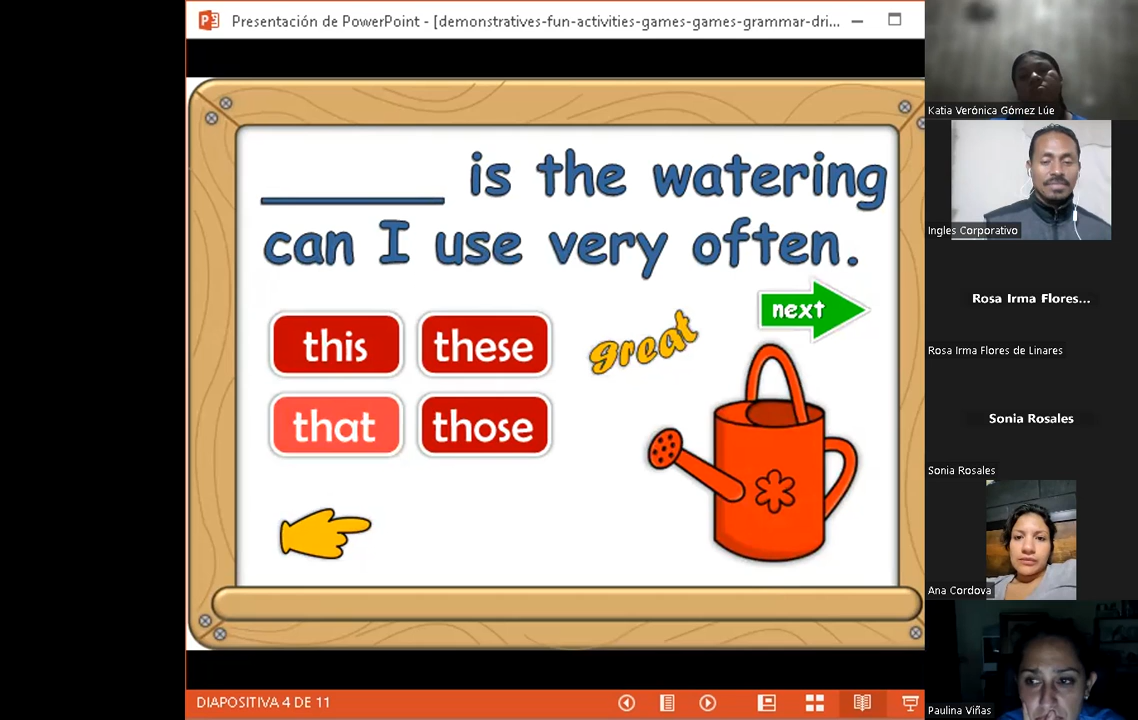 Presentación de PowerPoint - [demonstratives-fun-activities-games-games-grammar-dri...
_______ is the watering
can I use very often.
next
great
this
these
that
those
DIAPOSITIVA 4 DE 11
Katia Verónica Gómez Lúe
Ingles Corporativo
Rosa Irma Flores...
Rosa Irma Flores de Linares
Sonia Rosales
Sonia Rosales
Ana Cordova
Paulina Viñas